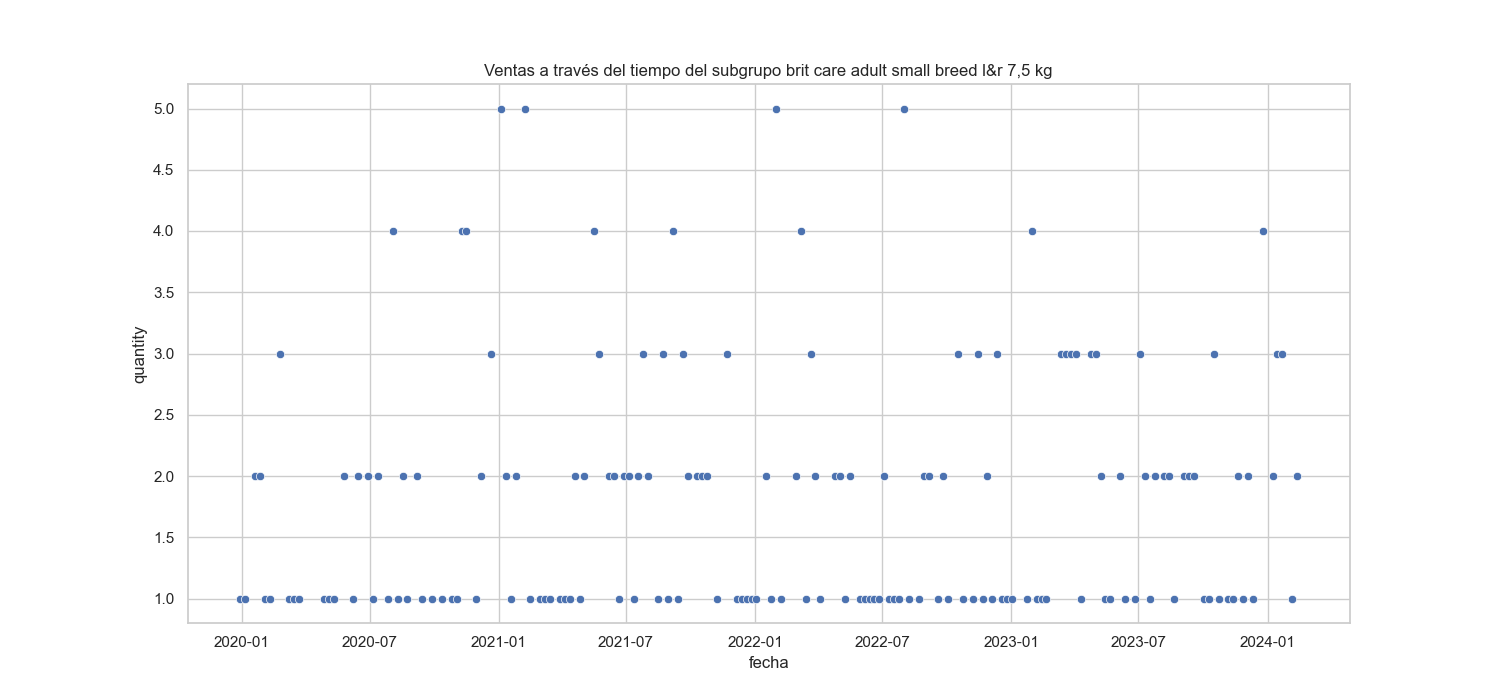 Ventas a través del tiempo del subgrupo brit care adult small breed l&r 7,5 kg
5.0
4.5
4.0
3.5
3.0
2.5
2.0
1.5
1.0
quantity
2020-01 2020-07 2021-01 2021-07 2022-01 2022-07 2023-01 2023-07 2024-01
fecha